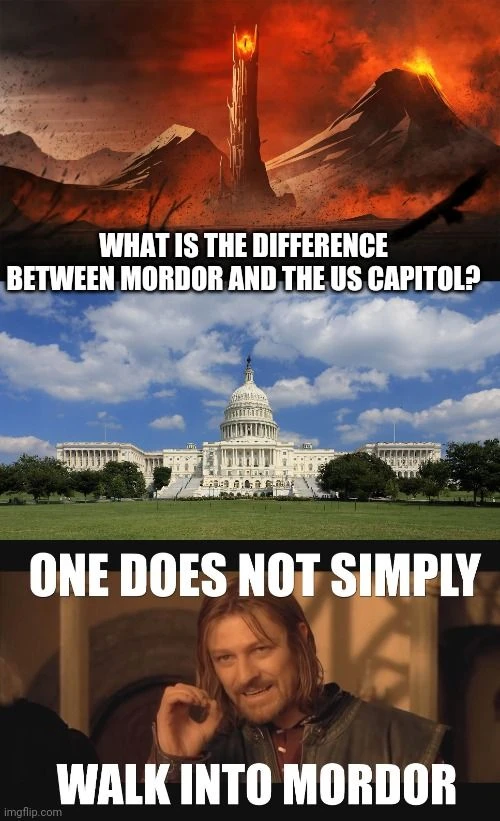 WHAT IS THE DIFFERENCE
BETWEEN MORDOR AND THE US CAPITOL?
ONE DOES NOT SIMPLY
WALK INTO MORDOR
imgflip.com